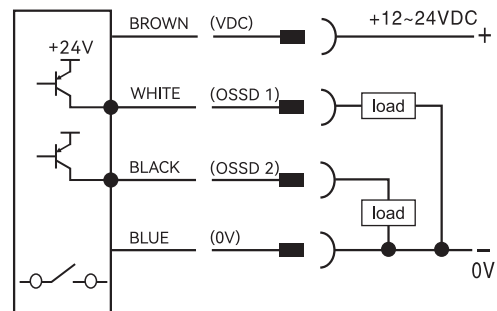 BROWN (VDC) +12~24VDC
+
+24V
WHITE (OSSD 1) load
BLACK (OSSD 2)
load
BLUE (0V) −
0V